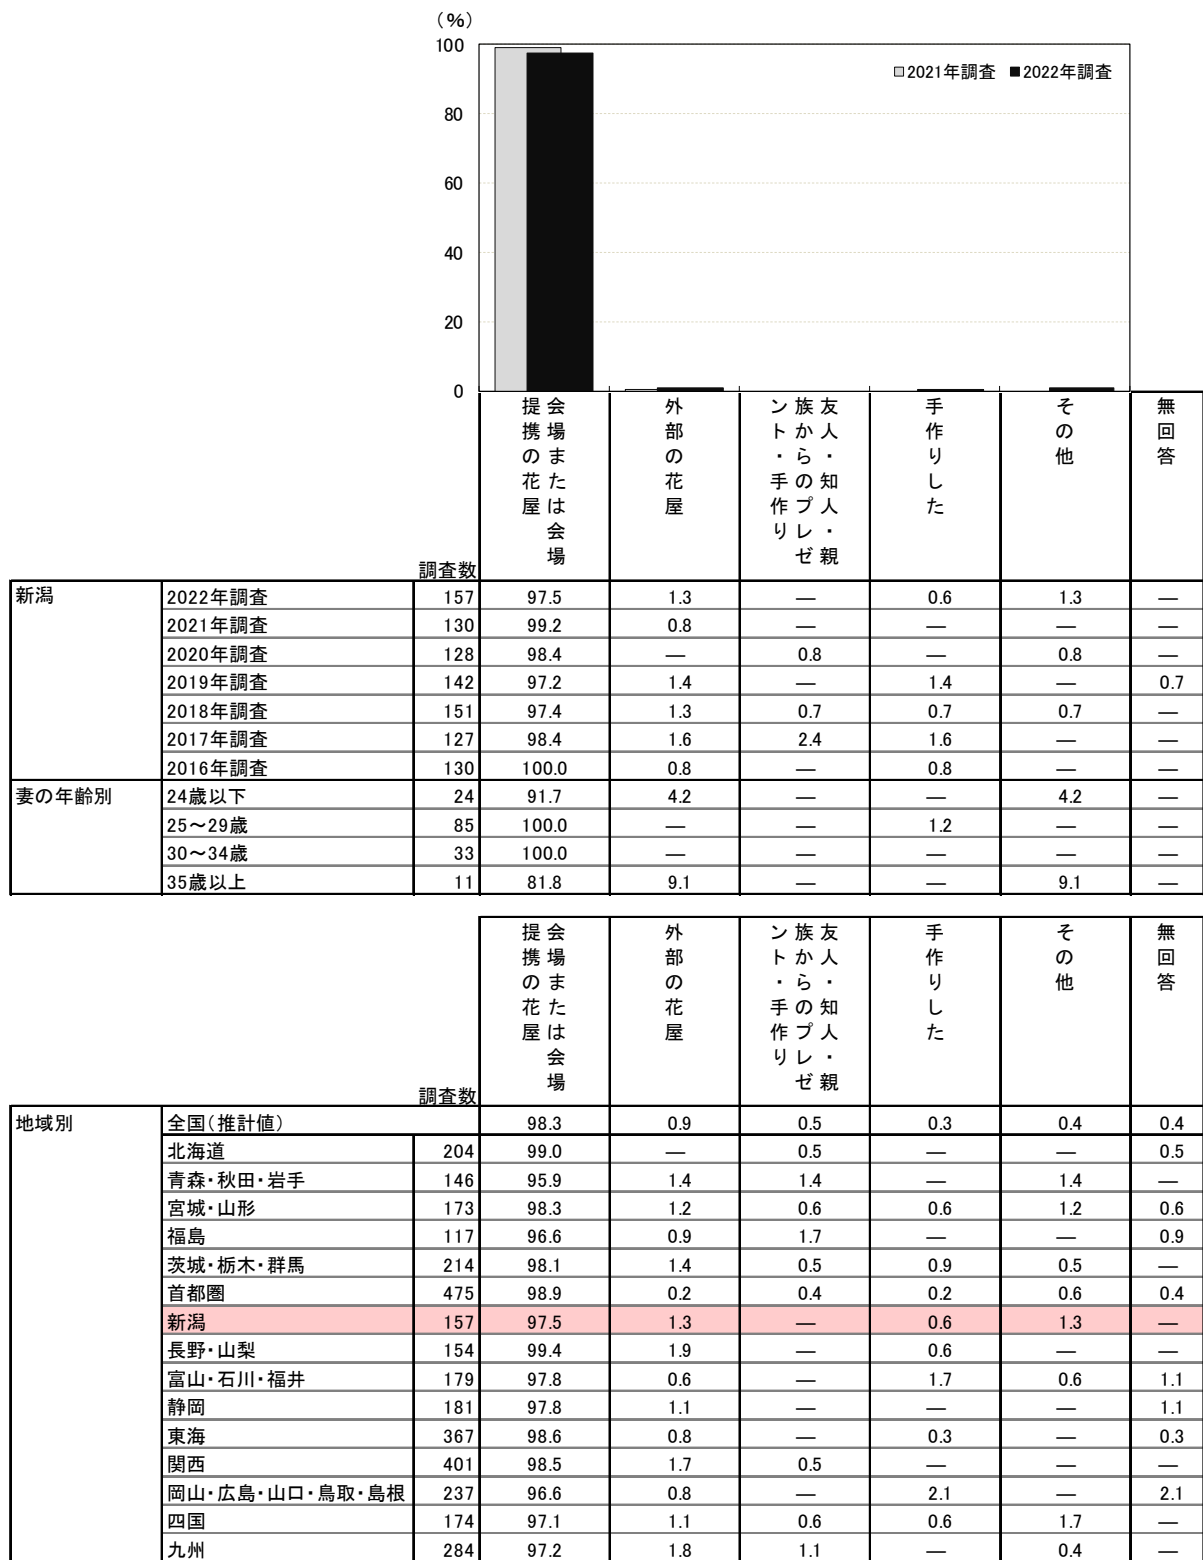 （％）
100
80
60
40
20
0
□2021年調査 ■2022年調査
調査数
会場または会場提携の花屋
外部の花屋
友人・知人・親族からのプレゼント・手作り
手作りした
その他
無回答
新潟 2022年調査 157 97.5 1.3 ― 0.6 1.3 ―
2021年調査 130 99.2 0.8 ― ― ― ―
2020年調査 128 98.4 ― 0.8 ― 0.8 ―
2019年調査 142 97.2 1.4 ― 1.4 ― 0.7
2018年調査 151 97.4 1.3 0.7 0.7 0.7 ―
2017年調査 127 98.4 1.6 2.4 1.6 ― ―
2016年調査 130 100.0 0.8 ― 0.8 ― ―
妻の年齢別 24歳以下 24 91.7 4.2 ― ― 4.2 ―
25～29歳 85 100.0 ― ― 1.2 ― ―
30～34歳 33 100.0 ― ― ― ― ―
35歳以上 11 81.8 9.1 ― ― 9.1 ―
調査数
会場または会場提携の花屋
外部の花屋
友人・知人・親族からのプレゼント・手作り
手作りした
その他
無回答
地域別 全国（推計値） 98.3 0.9 0.5 0.3 0.4 0.4
北海道 204 99.0 ― 0.5 ― ― 0.5
青森・秋田・岩手 146 95.9 1.4 1.4 ― 1.4 ―
宮城・山形 173 98.3 1.2 0.6 0.6 1.2 0.6
福島 117 96.6 0.9 1.7 ― ― 0.9
茨城・栃木・群馬 214 98.1 1.4 0.5 0.9 0.5 ―
首都圏 475 98.9 0.2 0.4 0.2 0.6 0.4
新潟 157 97.5 1.3 ― 0.6 1.3 ―
長野・山梨 154 99.4 1.9 ― 0.6 ― ―
富山・石川・福井 179 97.8 0.6 ― 1.7 0.6 1.1
静岡 181 97.8 1.1 ― ― ― 1.1
東海 367 98.6 0.8 ― 0.3 ― 0.3
関西 401 98.5 1.7 0.5 ― ― ―
岡山・広島・山口・鳥取・島根 237 96.6 0.8 ― 2.1 ― 2.1
四国 174 97.1 1.1 0.6 0.6 1.7 ―
九州 284 97.2 1.8 1.1 ― 0.4 ―